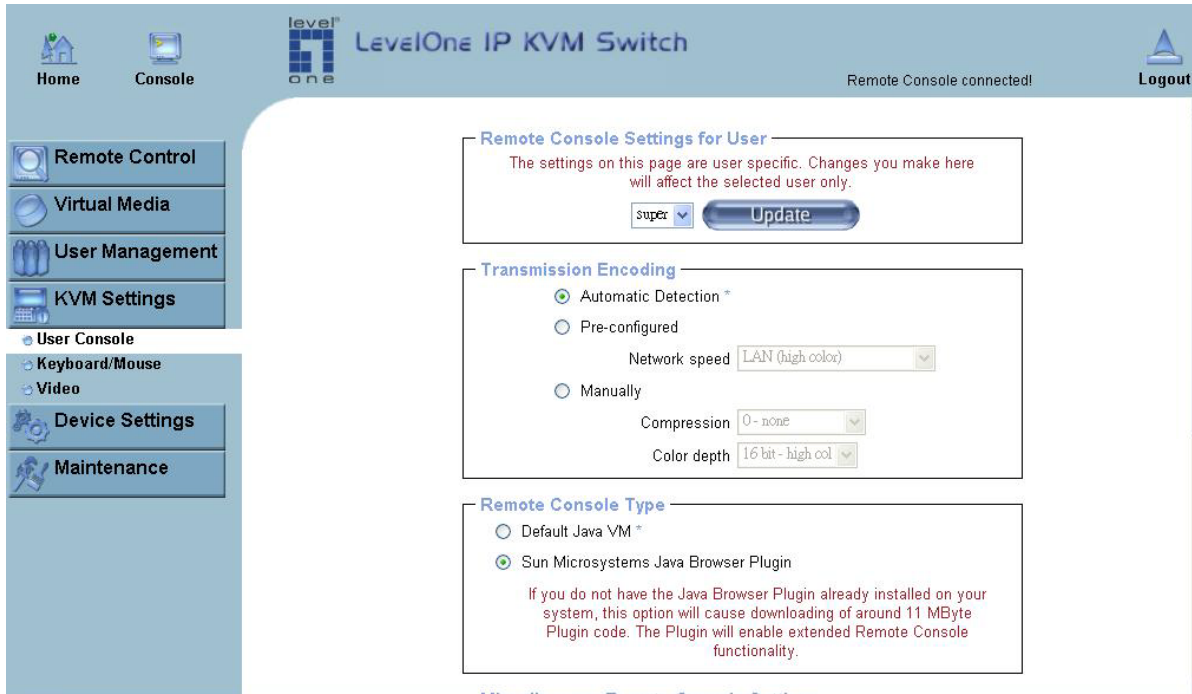 Home
Console
level
one
LevelOne IP KVM Switch
Remote Console connected!
Logout
Remote Control
Virtual Media
User Management
KVM Settings
User Console
Keyboard/Mouse
Video
Device Settings
Maintenance
Remote Console Settings for User
The settings on this page are user specific. Changes you make here
will affect the selected user only.
super
Update
Transmission Encoding
Automatic Detection *
Pre-configured
Network speed LAN (high color)
Manually
Compression 0 - none
Color depth 16 bit - high col
Remote Console Type
Default Java VM *
Sun Microsystems Java Browser Plugin
If you do not have the Java Browser Plugin already installed on your
system, this option will cause downloading of around 11 MByte
Plugin code. The Plugin will enable extended Remote Console
functionality.